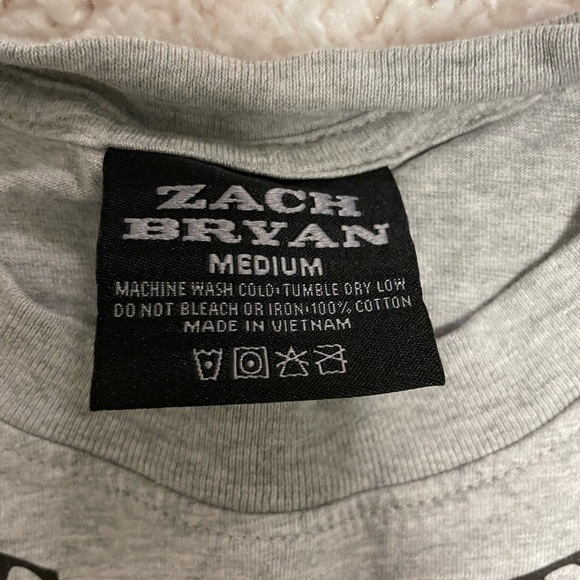 ZACH
BRYAN
MEDIUM
MACHINE WASH COLD•TUMBLE DRY LOW
DO NOT BLEACH OR IRON•100% COTTON
MADE IN VIETNAM